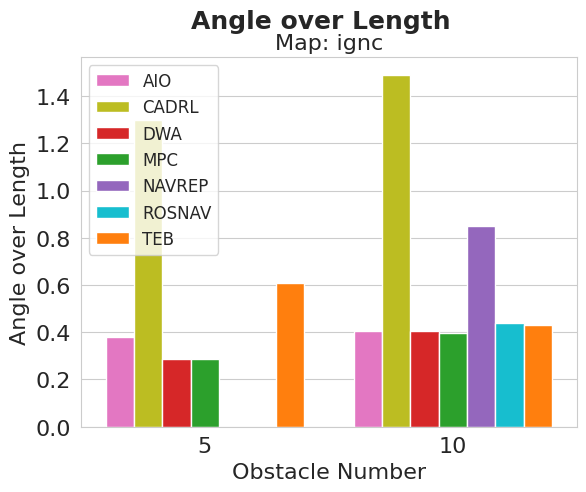 Angle over Length
Map: ignc
AIO
CADRL
DWA
MPC
NAVREP
ROSNAV
TEB
Angle over Length
1.4
1.2
1.0
0.8
0.6
0.4
0.2
0.0
5
10
Obstacle Number